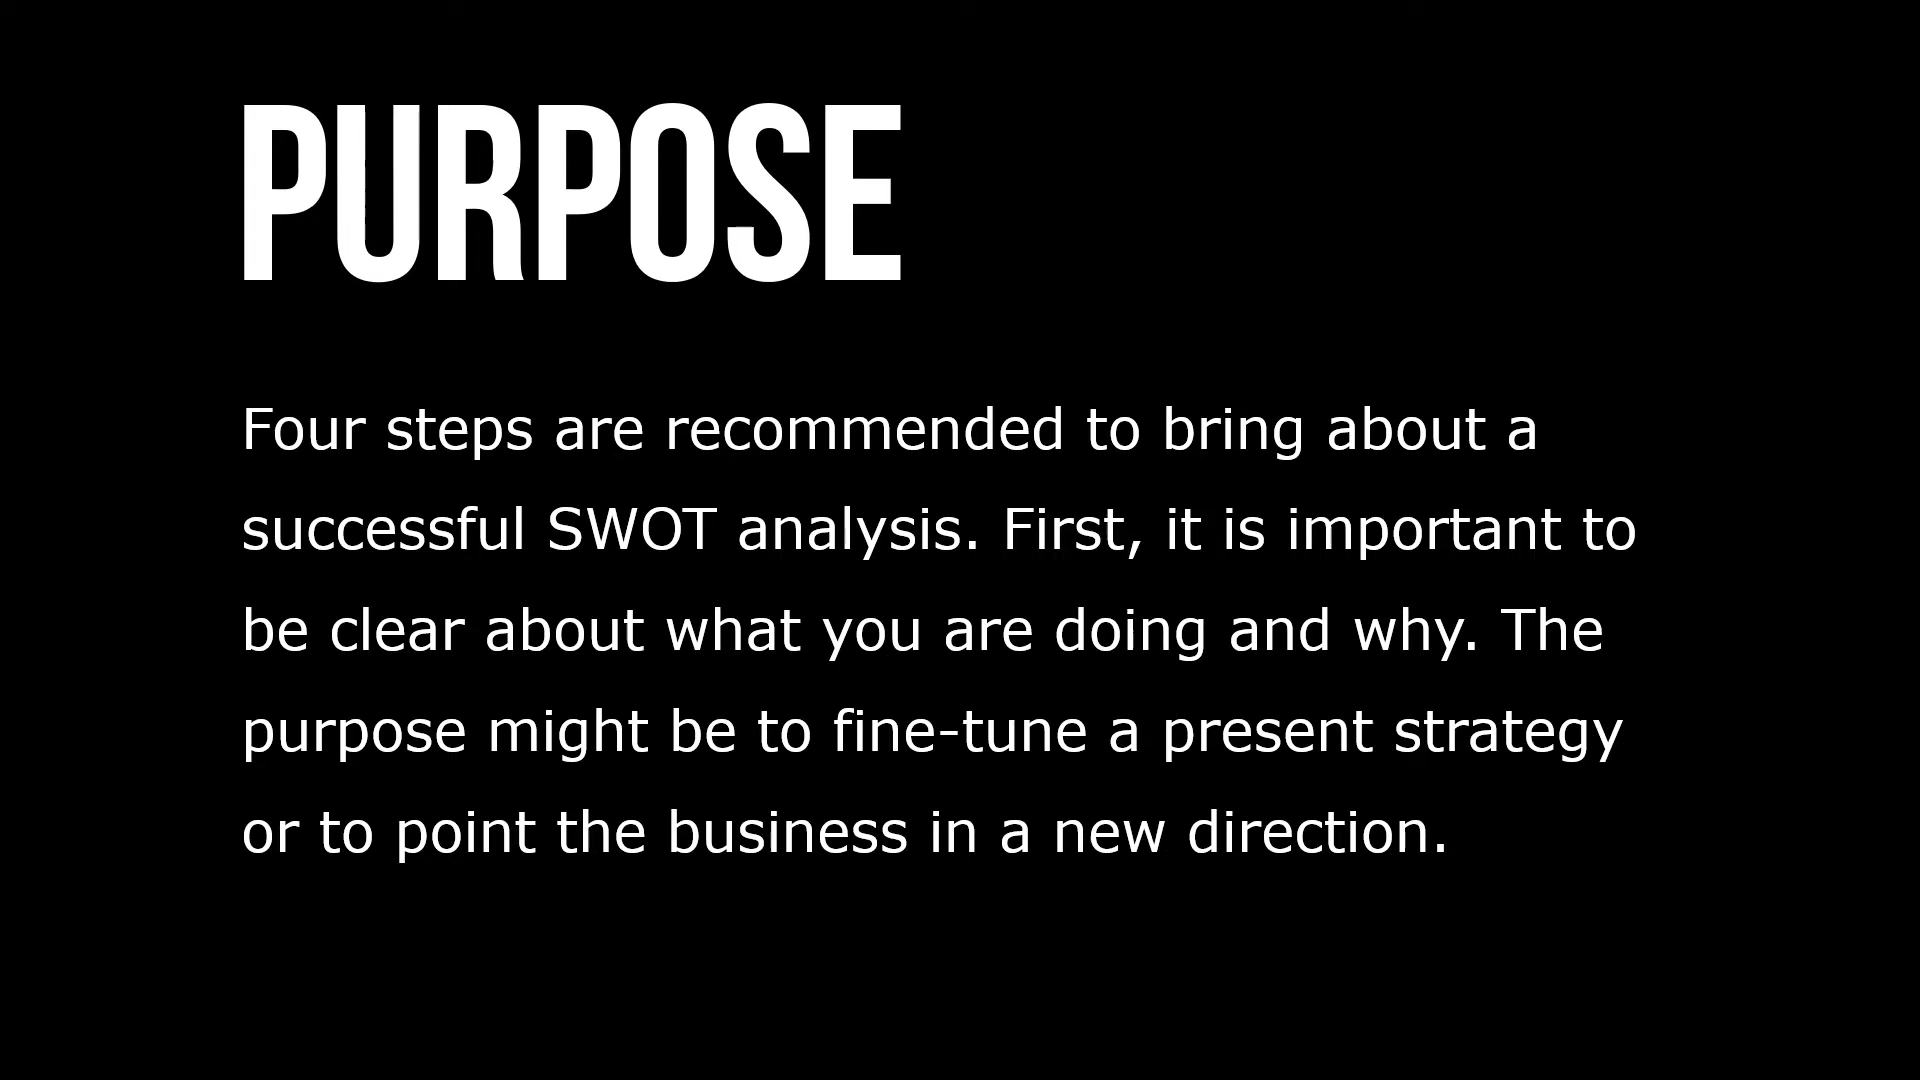 PURPOSE
Four steps are recommended to bring about a
successful SWOT analysis. First, it is important to
be clear about what you are doing and why. The
purpose might be to fine-tune a present strategy
or to point the business in a new direction.